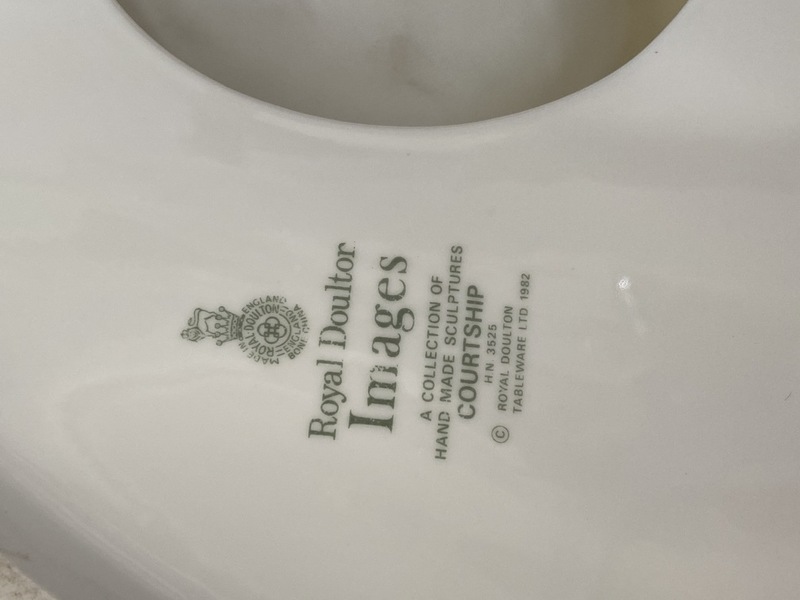 MADE IN ENGLAND
ROYAL DOULTON
ENGLAND
BONE CHINA
Royal Doulton
Images
A COLLECTION OF
HAND MADE SCULPTURES
COURTSHIP
HN 3525
© ROYAL DOULTON
TABLEWARE LTD 1982